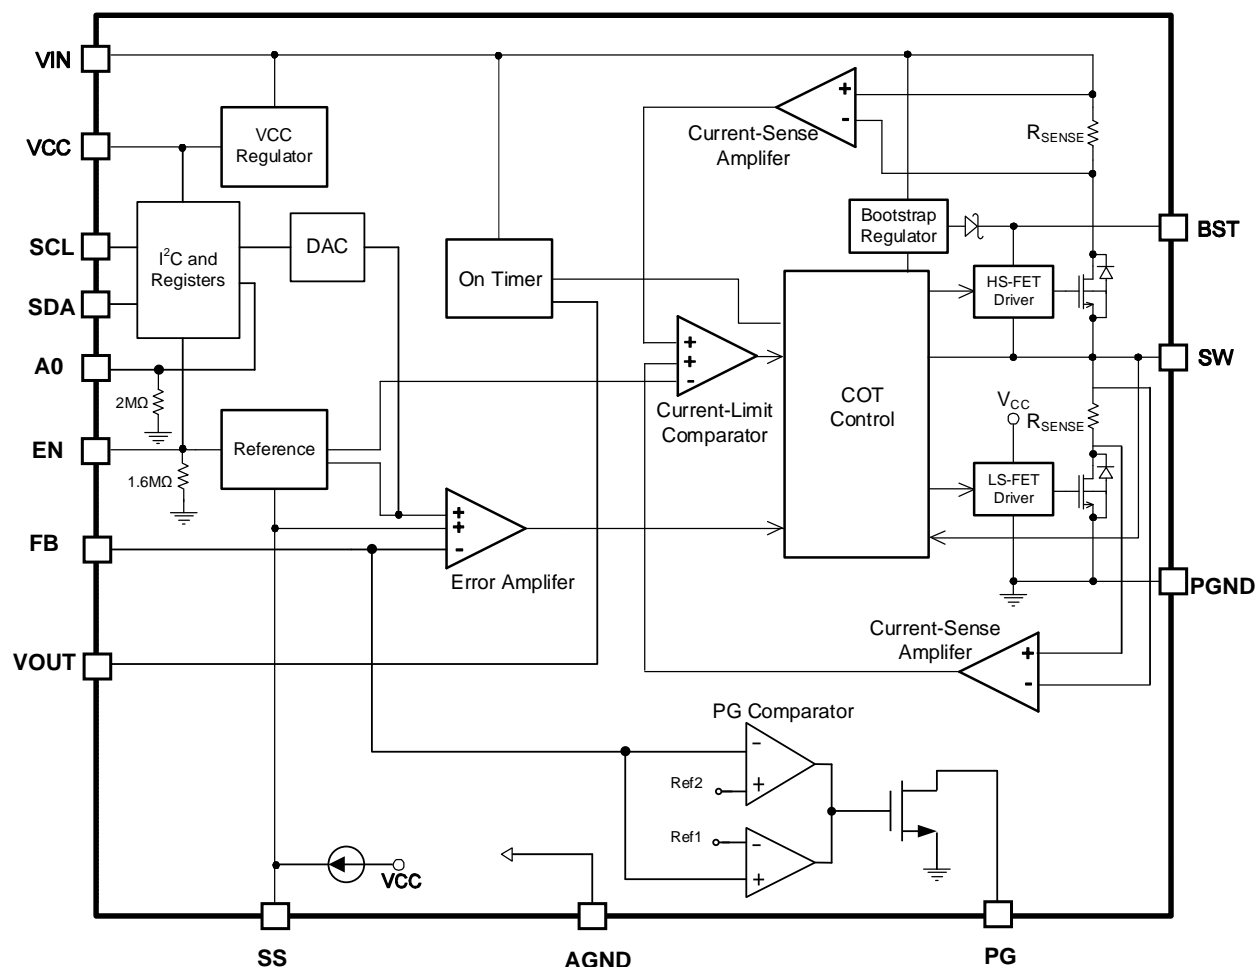 VIN
VCC
Regulator
+
-
Current-Sense
Amplifer
RSENSE
VCC
SCL
I2C and
Registers
DAC
Bootstrap
Regulator
BST
On Timer
HS-FET
Driver
SDA
A0
2MΩ
+
+
-
Current-Limit
Comparator
COT
Control
SW
VCC
RSENSE
EN
1.6MΩ
Reference
LS-FET
Driver
FB
+
+
-
Error Amplifer
PGND
VOUT
Current-Sense
Amplifer
+
-
PG Comparator
-
+
Ref2
Ref1
-
+
VCC
SS
AGND
PG